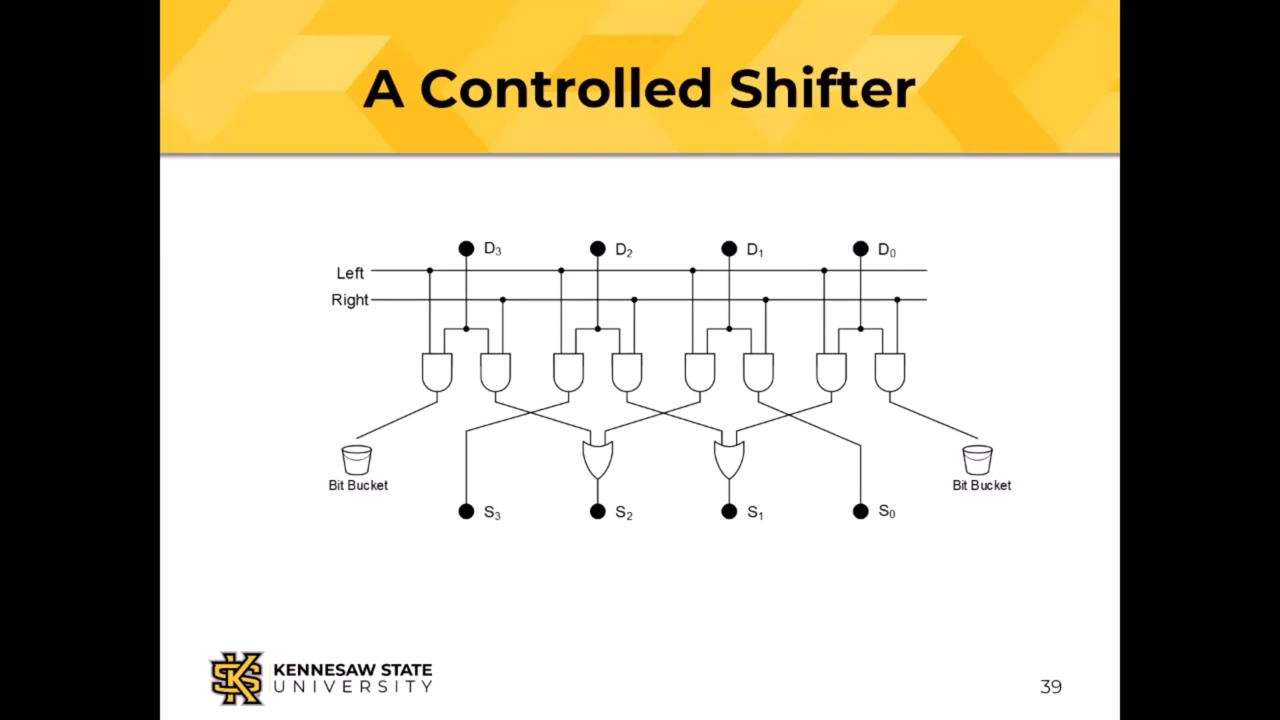 A Controlled Shifter
D₃ D₂ D₁ D₀
Left
Right
Bit Bucket Bit Bucket
S₃ S₂ S₁ S₀
KENNESAW STATE
UNIVERSITY
39